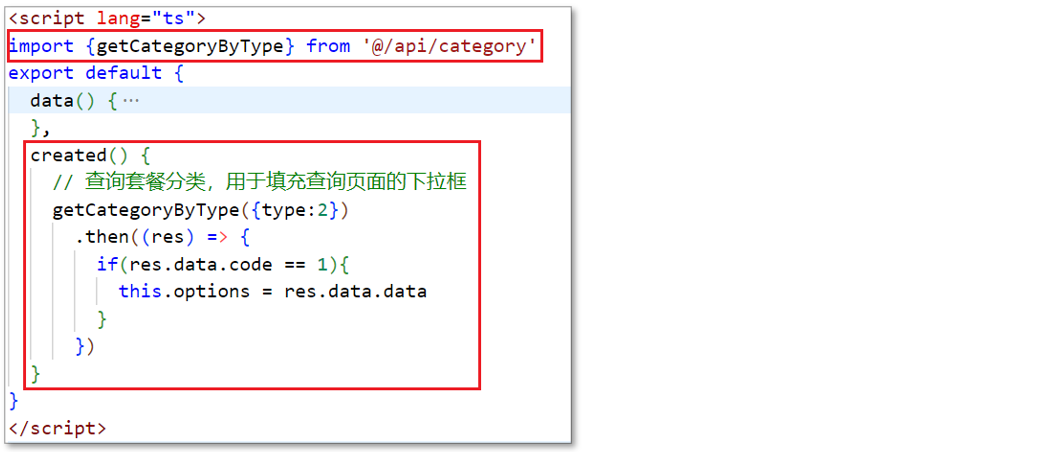 <script lang="ts">
import {getCategoryByType} from '@/api/category'
export default {
data() {…
},
created() {
// 查询套餐分类，用于填充查询页面的下拉框
getCategoryByType({type:2})
.then((res) => {
if(res.data.code == 1){
this.options = res.data.data
}
})
}
}
</script>